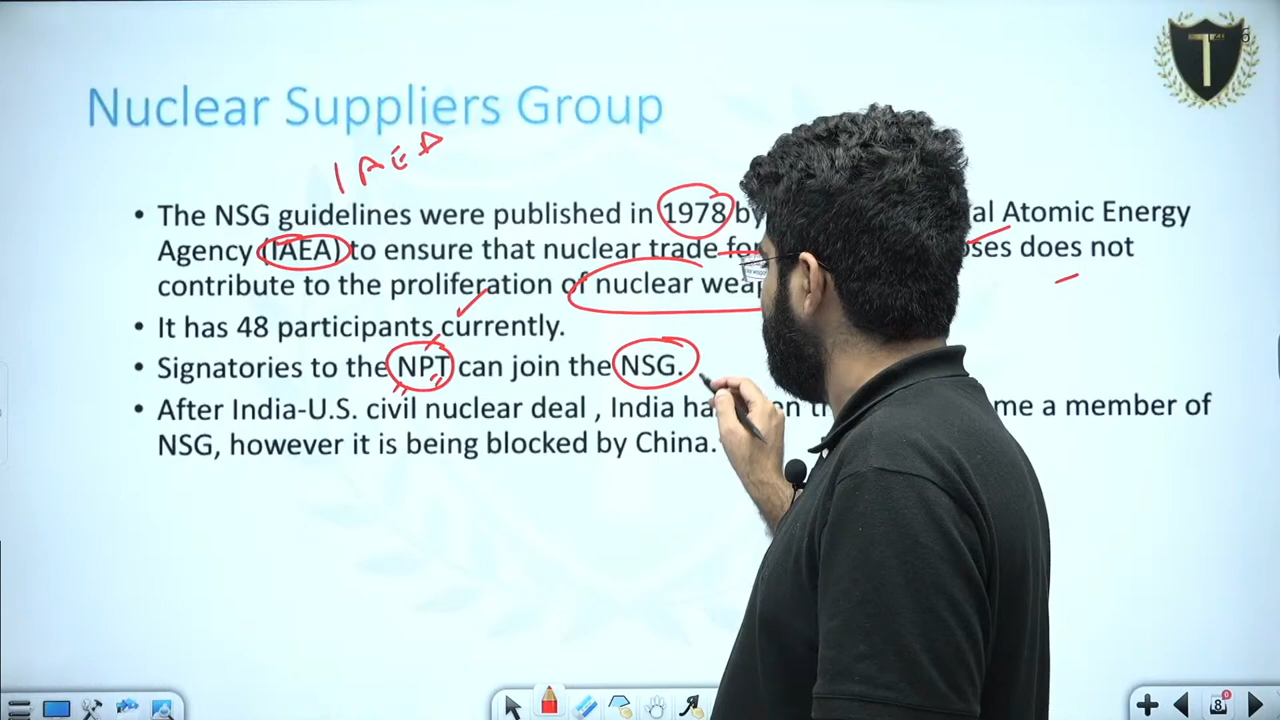 Nuclear Suppliers Group
IAEA
• The NSG guidelines were published in 1978 by al Atomic Energy
Agency (IAEA) to ensure that nuclear trade for oses does not
contribute to the proliferation of nuclear weap
• It has 48 participants currently.
• Signatories to the NPT can join the NSG.
• After India-U.S. civil nuclear deal , India ha en me a member of
NSG, however it is being blocked by China.
T
8